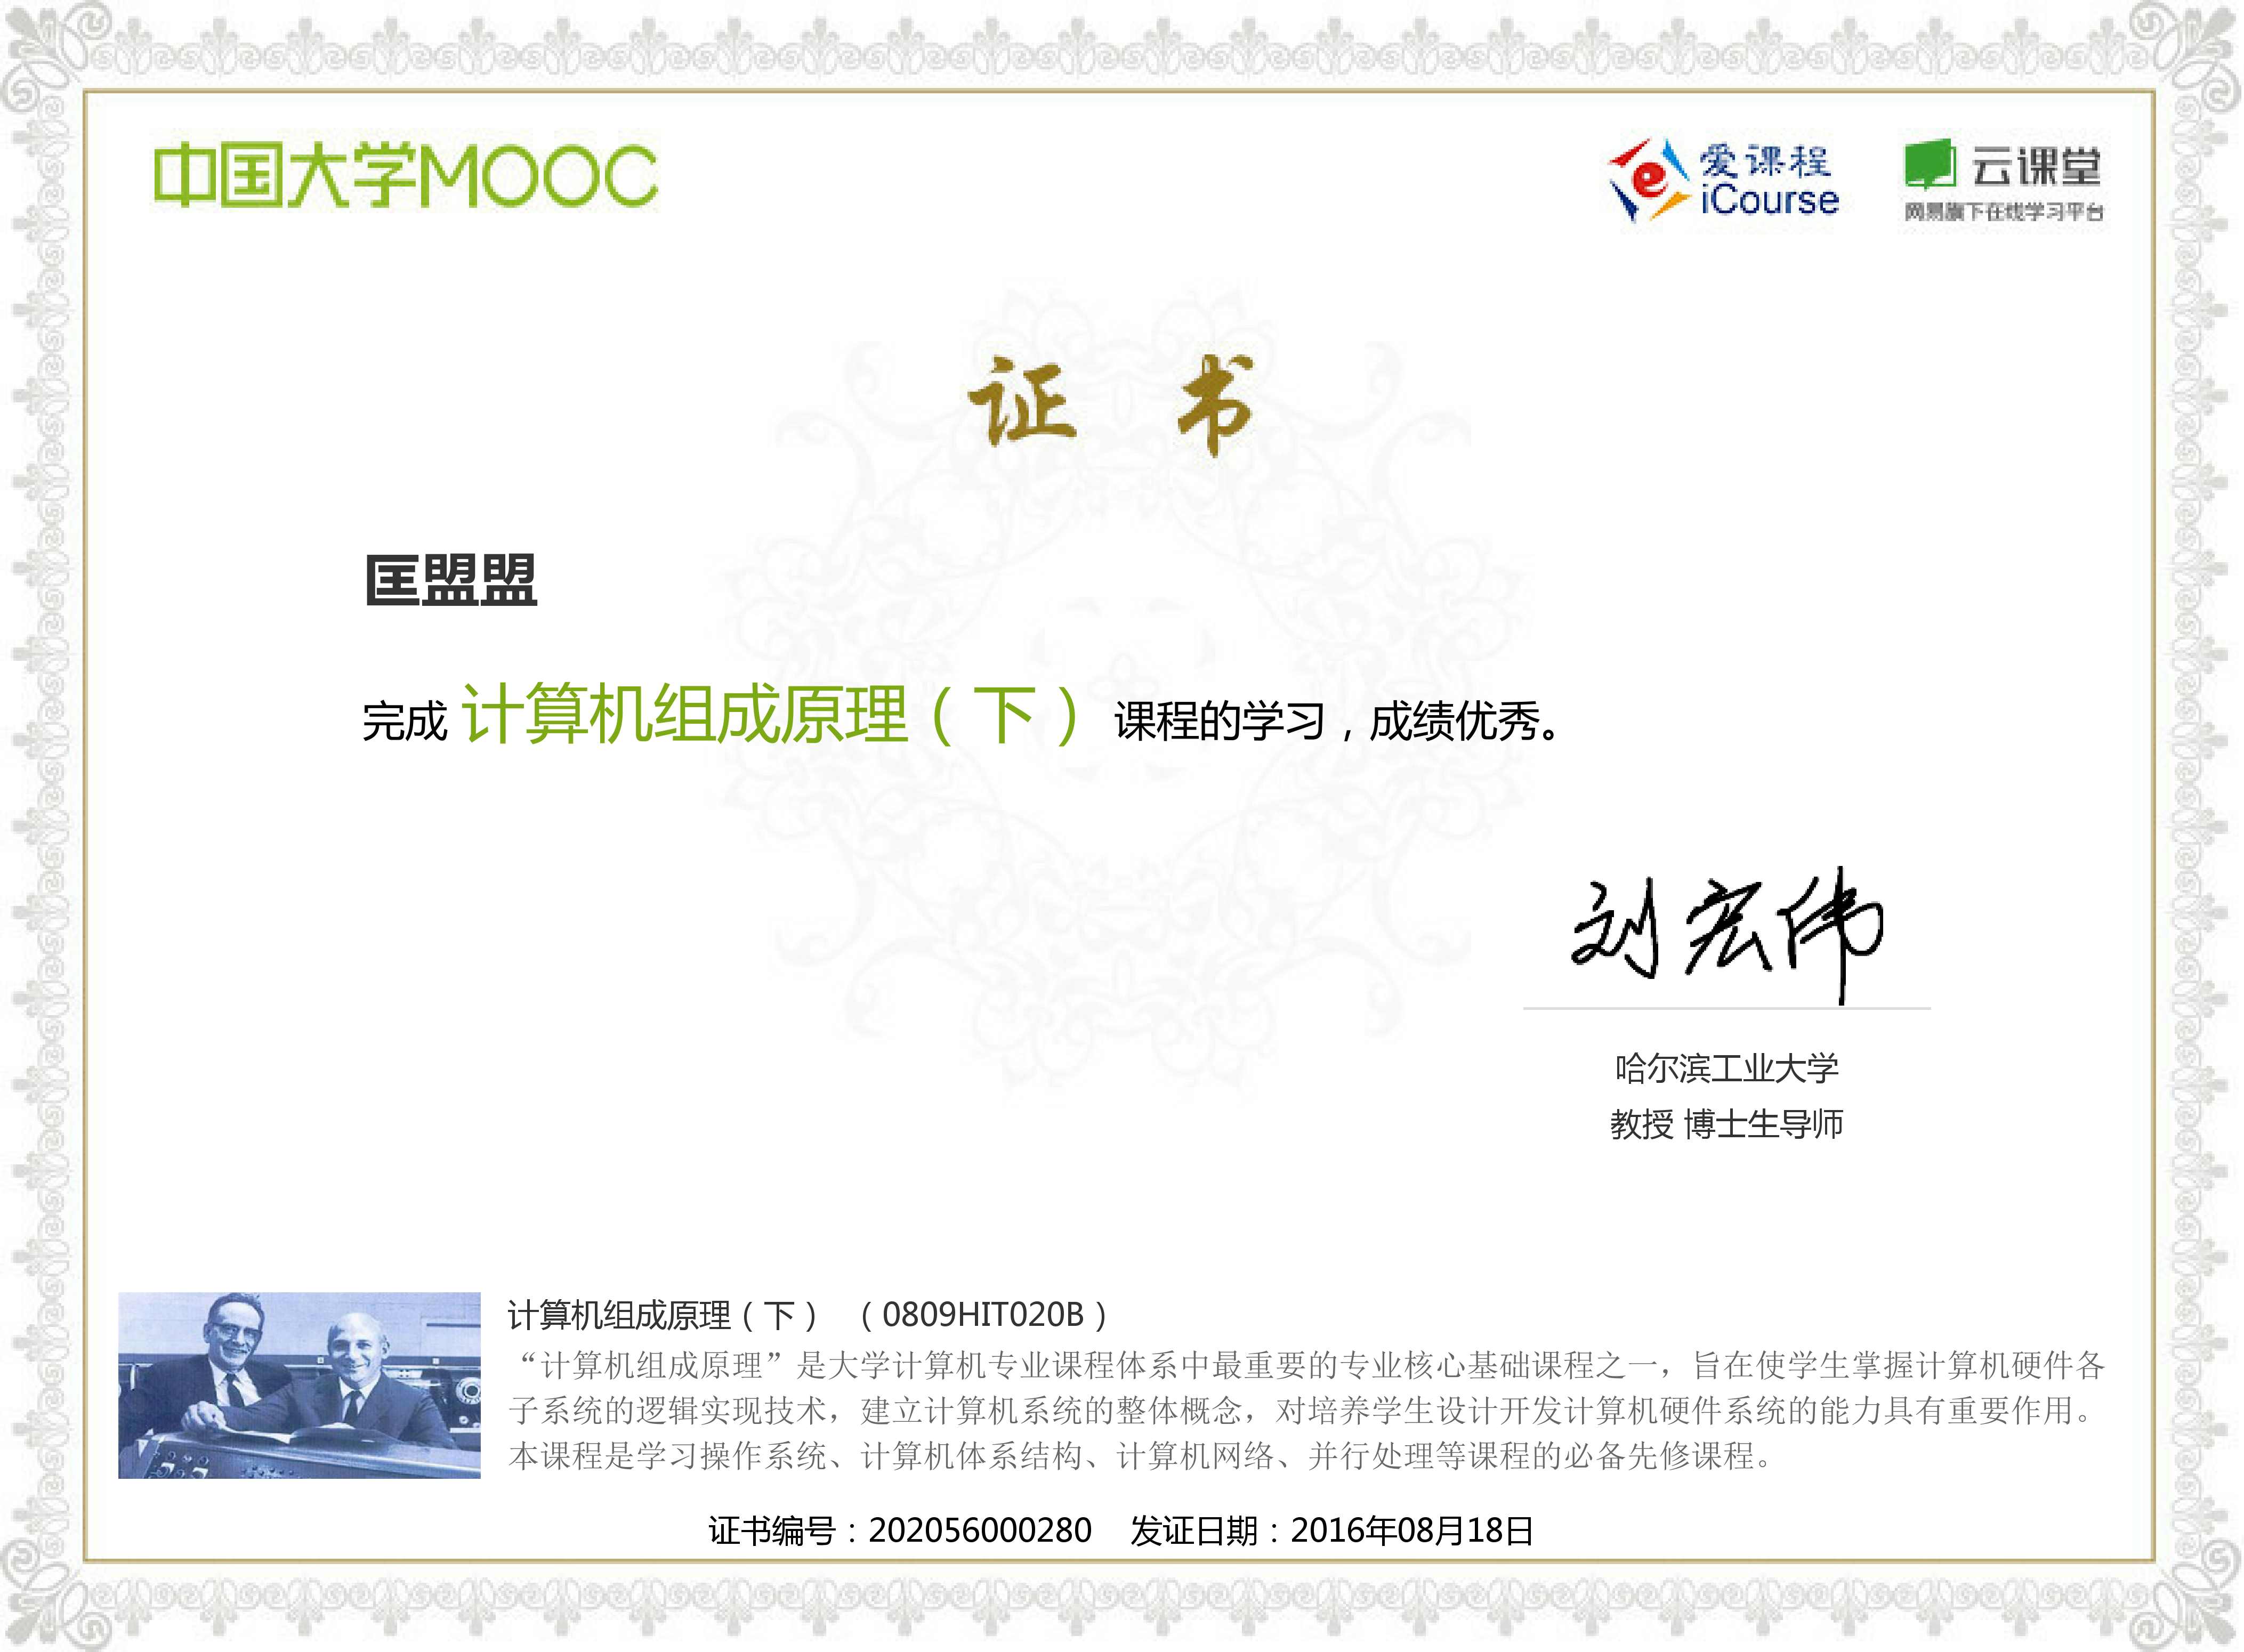 中国大学MOOC
爱课程
iCourse
云课堂
网易旗下在线学习平台
证 书
匡盟盟
完成 计算机组成原理（下） 课程的学习，成绩优秀。
刘宏伟
哈尔滨工业大学
教授 博士生导师
计算机组成原理（下） （0809HIT020B）
“计算机组成原理”是大学计算机专业课程体系中最重要的专业核心基础课程之一，旨在使学生掌握计算机硬件各
子系统的逻辑实现技术，建立计算机系统的整体概念，对培养学生设计开发计算机硬件系统的能力具有重要作用。
本课程是学习操作系统、计算机体系结构、计算机网络、并行处理等课程的必备先修课程。
证书编号：202056000280 发证日期：2016年08月18日